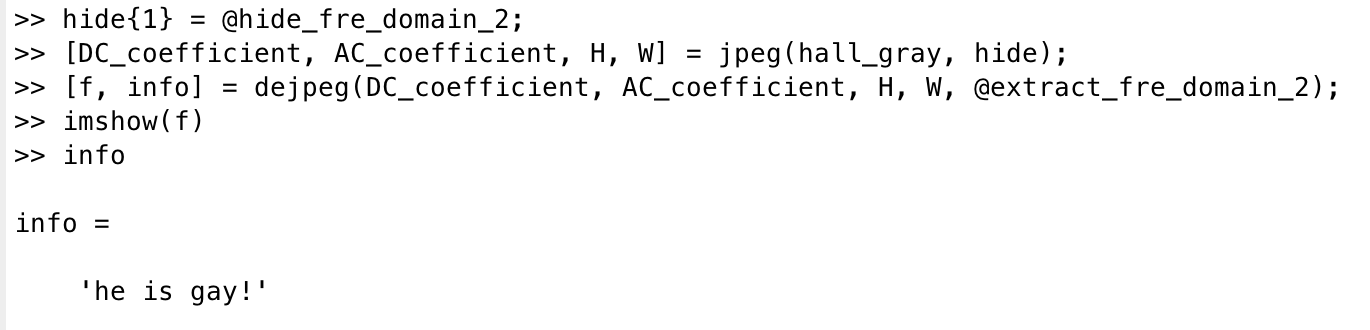 >> hide{1} = @hide_fre_domain_2;
>> [DC_coefficient, AC_coefficient, H, W] = jpeg(hall_gray, hide);
>> [f, info] = dejpeg(DC_coefficient, AC_coefficient, H, W, @extract_fre_domain_2);
>> imshow(f)
>> info
info =
'he is gay!'